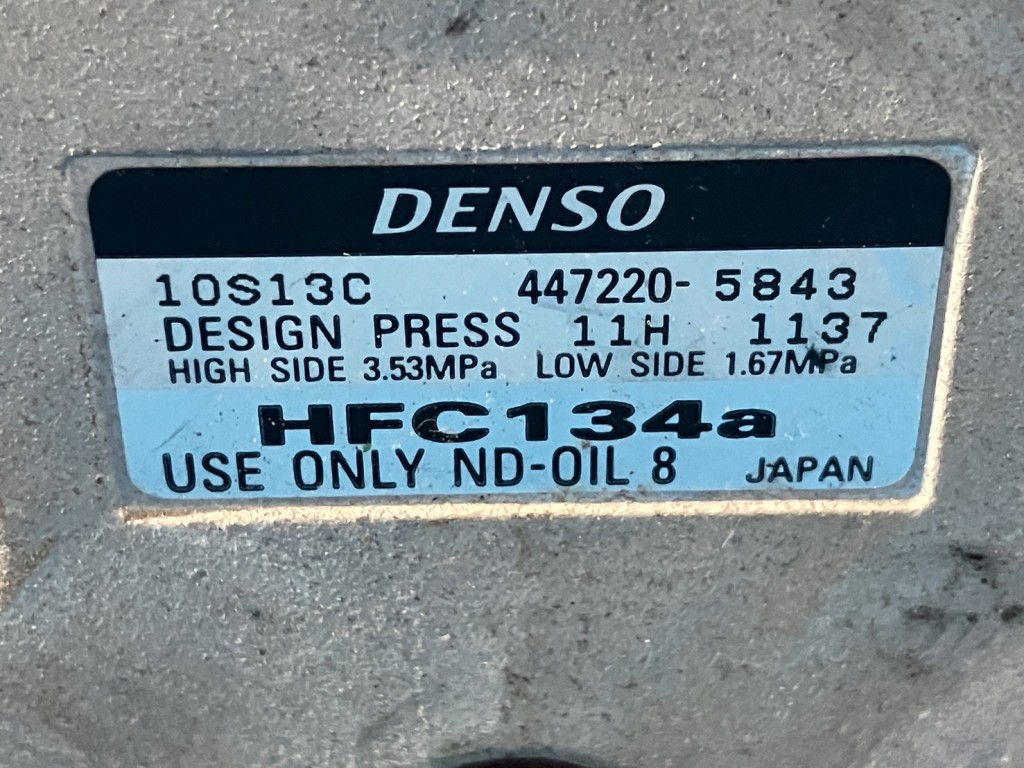 DENSO
10S13C 447220-5843
DESIGN PRESS 11H 1137
HIGH SIDE 3.53MPa LOW SIDE 1.67MPa
HFC134a
USE ONLY ND-OIL 8 JAPAN